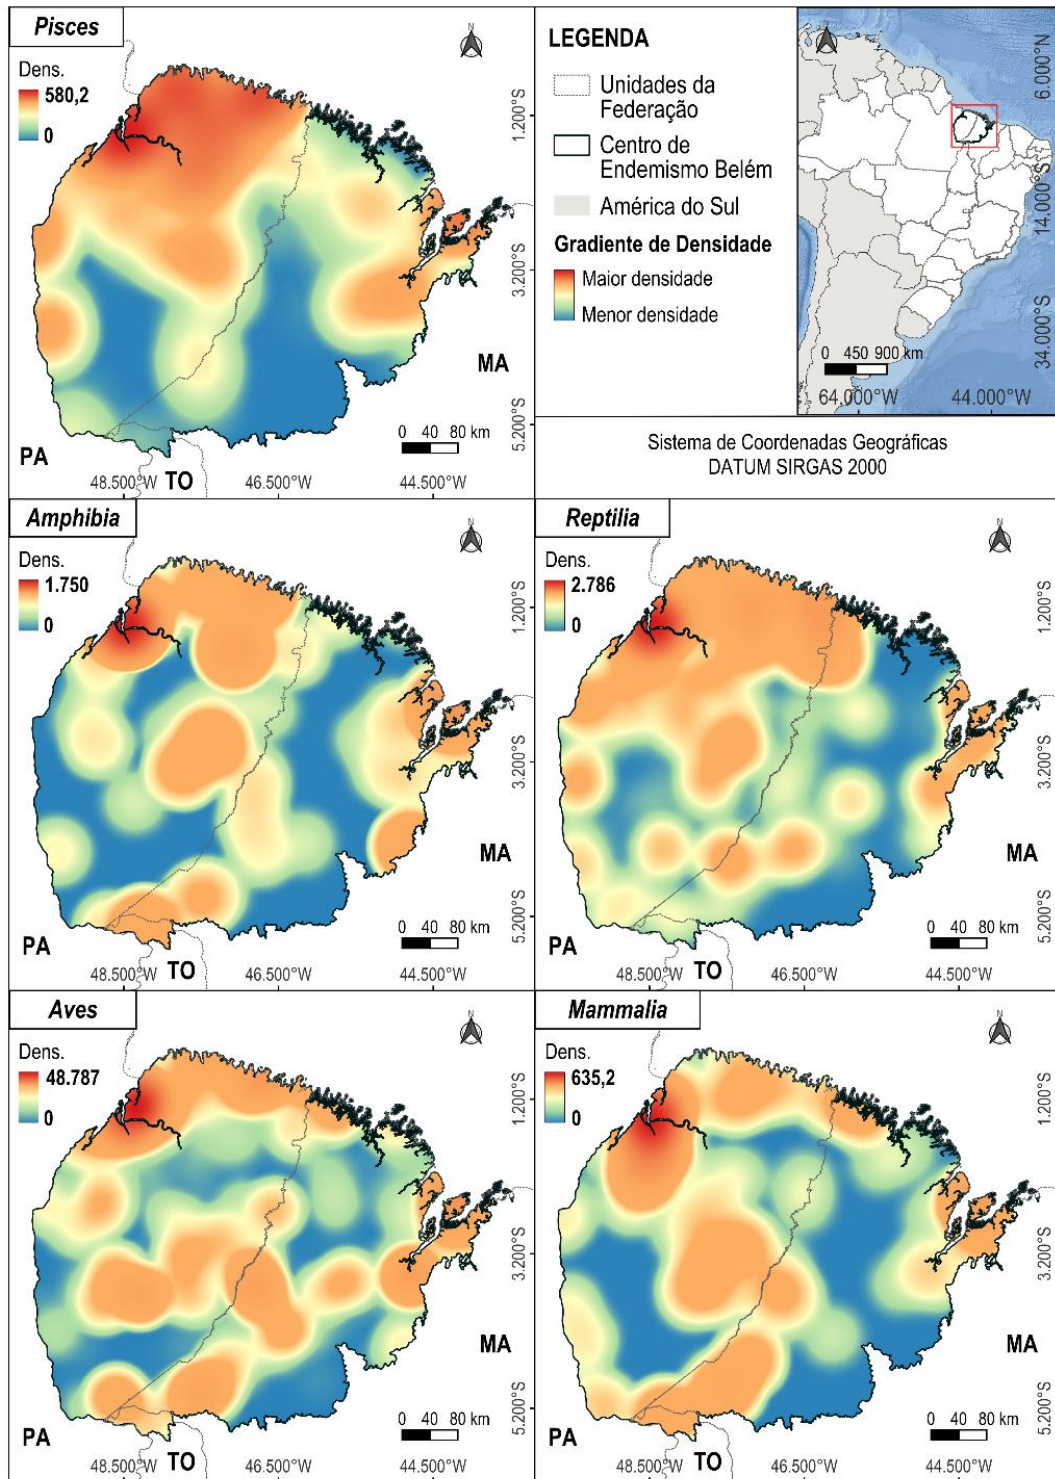 Pisces
Dens.
580,2
0
N
1.200°S
3.200°S
5.200°S
MA
PA
TO
0 40 80 km
48.500°W 46.500°W 44.500°W
LEGENDA
Unidades da
Federação
Centro de
Endemismo Belém
América do Sul
Gradiente de Densidade
Maior densidade
Menor densidade
N
6.000°N
14.000°S
34.000°S
0 450 900 km
64.000°W 44.000°W
Sistema de Coordenadas Geográficas
DATUM SIRGAS 2000
Amphibia
Dens.
1.750
0
N
1.200°S
3.200°S
5.200°S
MA
PA
TO
0 40 80 km
48.500°W 46.500°W 44.500°W
Reptilia
Dens.
2.786
0
N
1.200°S
3.200°S
5.200°S
MA
PA
TO
0 40 80 km
48.500°W 46.500°W 44.500°W
Aves
Dens.
48.787
0
N
1.200°S
3.200°S
5.200°S
MA
PA
TO
0 40 80 km
48.500°W 46.500°W 44.500°W
Mammalia
Dens.
635,2
0
N
1.200°S
3.200°S
5.200°S
MA
PA
TO
0 40 80 km
48.500°W 46.500°W 44.500°W